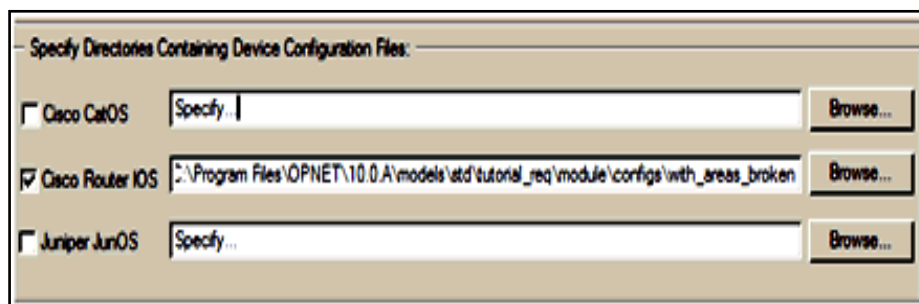 Specify Directories Containing Device Configuration Files:
Cisco CatOS Specify... Browse...
Cisco Router IOS C:\Program Files\OPNET\10.0.A\models\std\tutorial_req\module\configs\with_areas_broken Browse...
Juniper JunOS Specify... Browse...